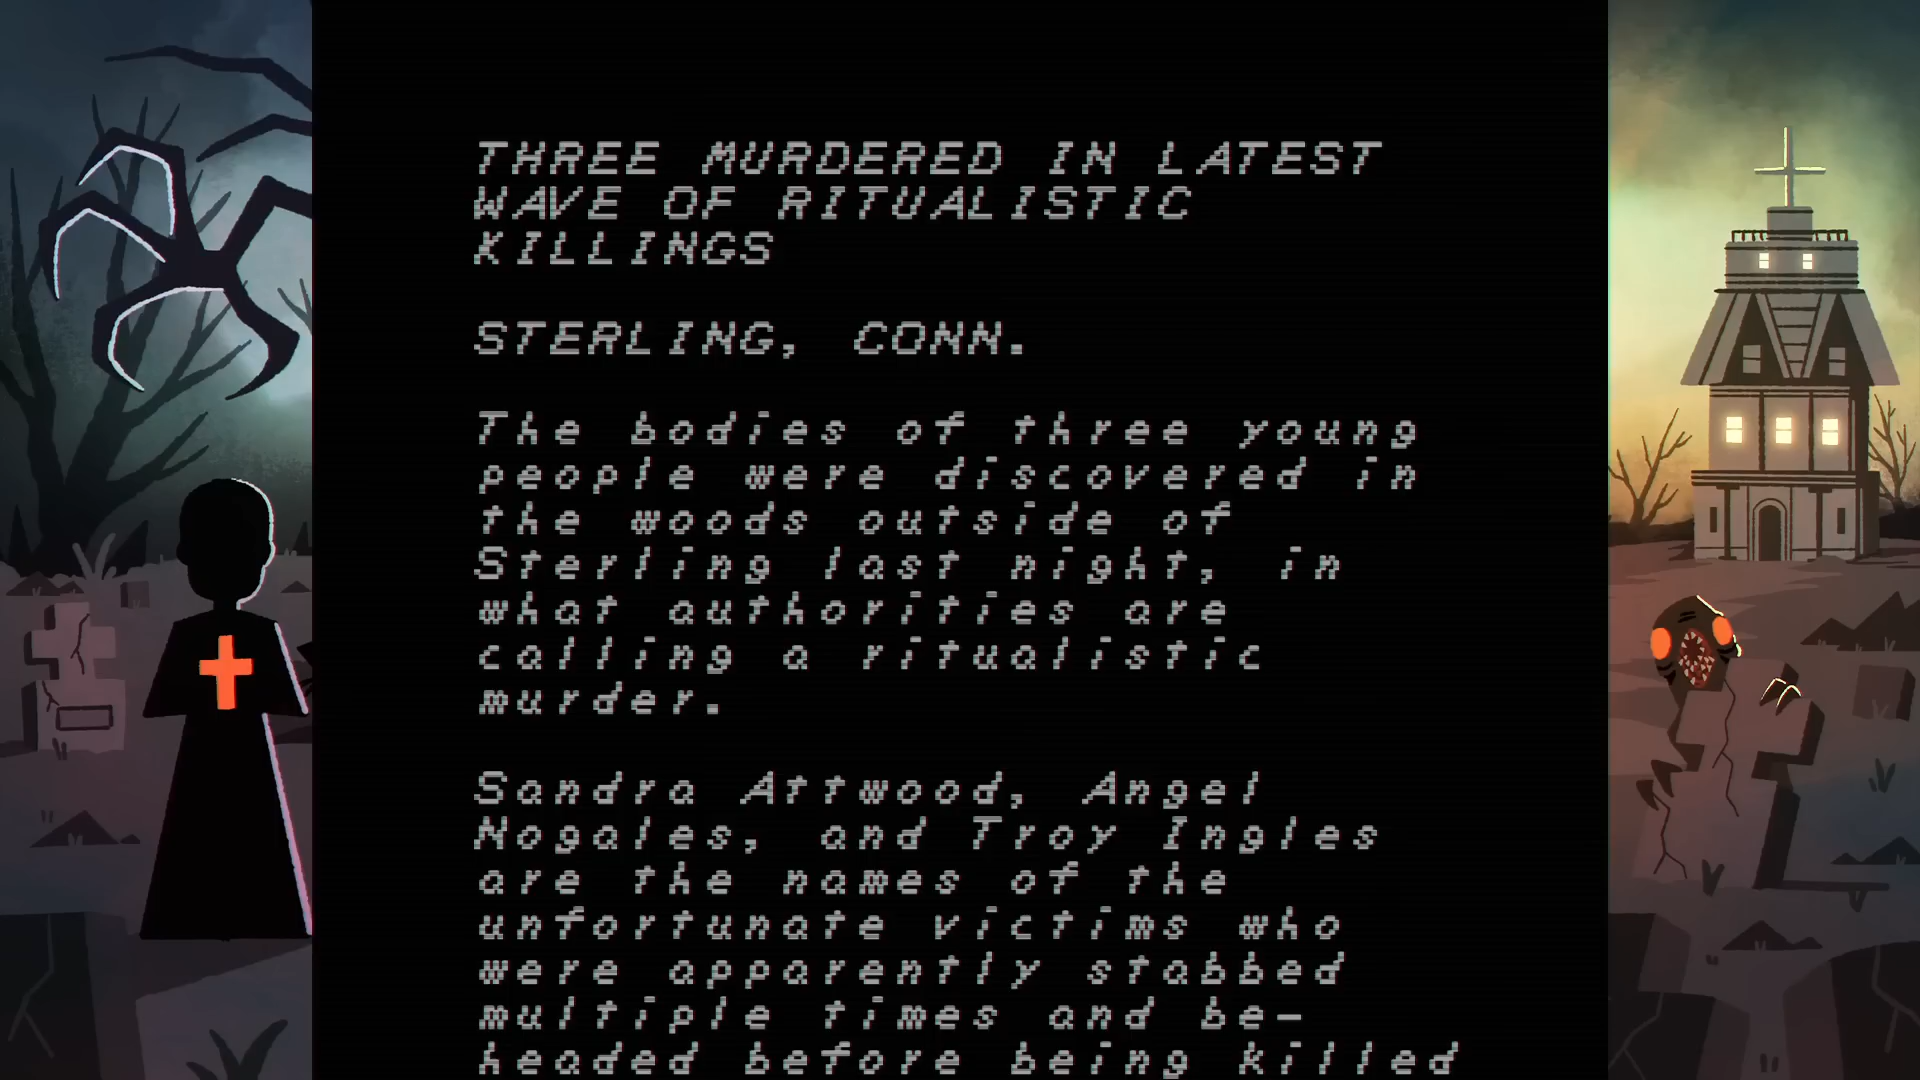 THREE MURDERED IN LATEST
WAVE OF RITUALISTIC
KILLINGS
STERLING, CONN.
The bodies of three young
people were discovered in
the woods outside of
Sterling last night, in
what authorities are
calling a ritualistic
murder.
Sandra Attwood, Angel
Nogales, and Troy Ingles
are the names of the
unfortunate victims who
were apparently stabbed
multiple times and be-
headed before being killed